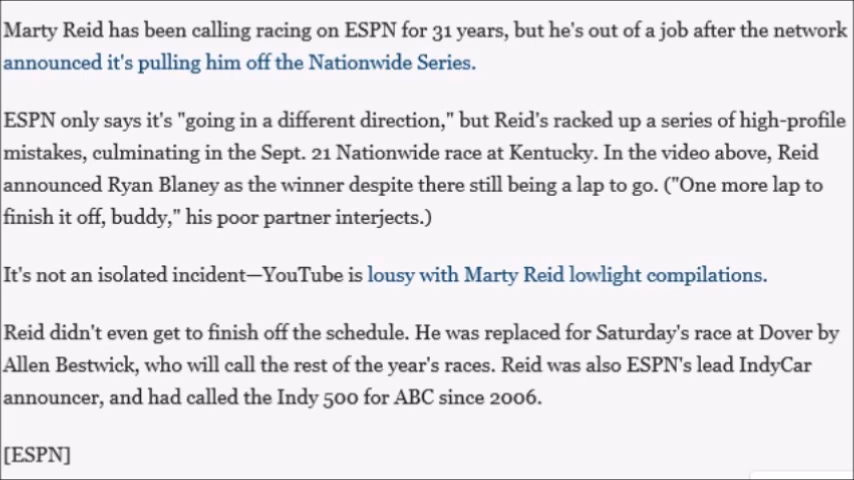 Marty Reid has been calling racing on ESPN for 31 years, but he's out of a job after the network
announced it's pulling him off the Nationwide Series.
ESPN only says it's "going in a different direction," but Reid's racked up a series of high-profile
mistakes, culminating in the Sept. 21 Nationwide race at Kentucky. In the video above, Reid
announced Ryan Blaney as the winner despite there still being a lap to go. ("One more lap to
finish it off, buddy," his poor partner interjects.)
It's not an isolated incident—YouTube is lousy with Marty Reid lowlight compilations.
Reid didn't even get to finish off the schedule. He was replaced for Saturday's race at Dover by
Allen Bestwick, who will call the rest of the year's races. Reid was also ESPN's lead IndyCar
announcer, and had called the Indy 500 for ABC since 2006.
[ESPN]